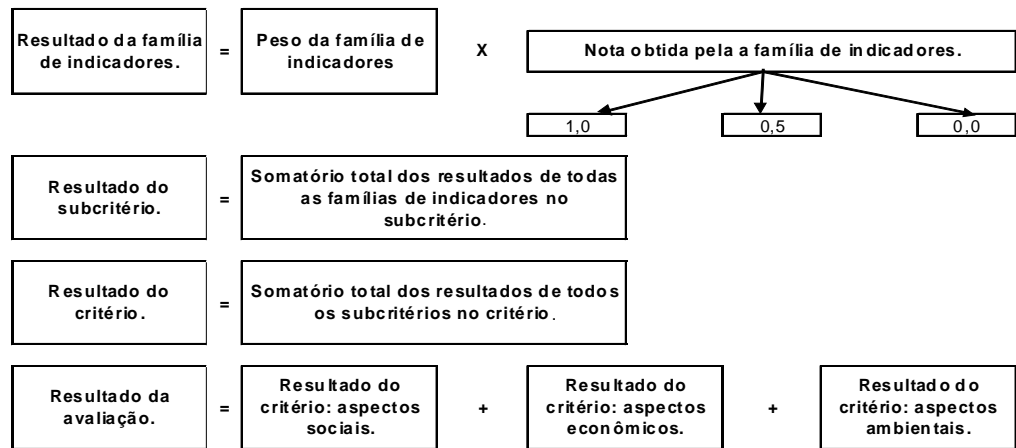 Resultado da família
de indicadores.
=
Peso da família de
indicadores
X
Nota obtida pela a família de indicadores.
1,0
0,5
0,0
Resultado do
subcritério.
=
Somatório total dos resultados de todas
as famílias de indicadores no
subcritério.
Resultado do
critério.
=
Somatório total dos resultados de todos
os subcritérios no critério.
Resultado da
avaliação.
=
Resultado do
critério: aspectos
sociais.
+
Resultado do
critério: aspectos
econômicos.
+
Resultado do
critério: aspectos
ambientais.